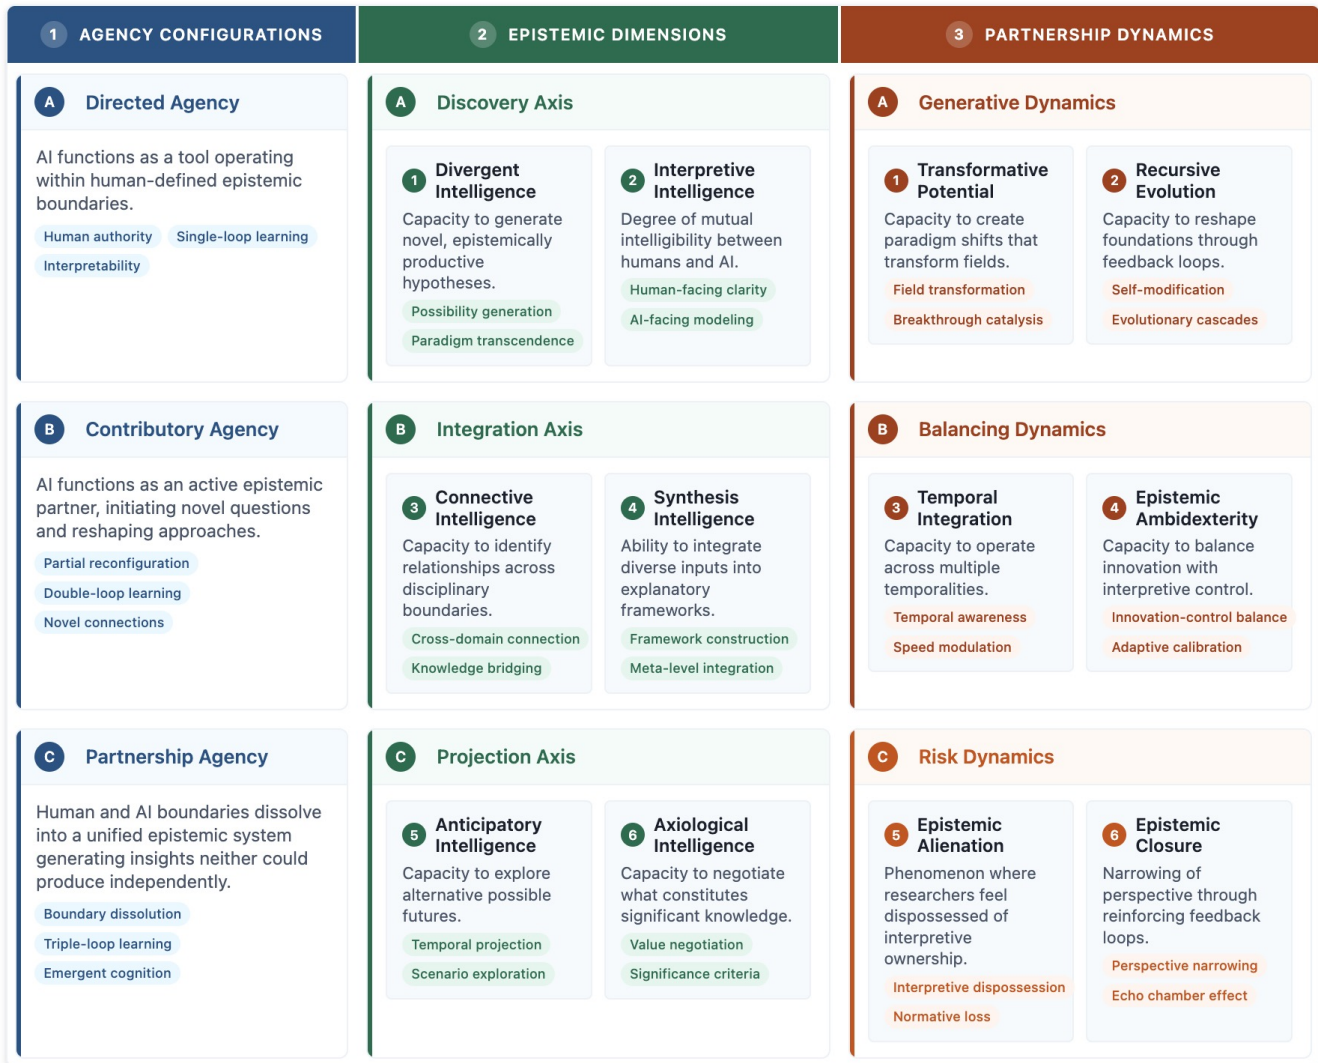 1 AGENCY CONFIGURATIONS
2 EPISTEMIC DIMENSIONS
3 PARTNERSHIP DYNAMICS
A Directed Agency
AI functions as a tool operating
within human-defined epistemic
boundaries.
Human authority
Single-loop learning
Interpretability
A Discovery Axis
1 Divergent
Intelligence
Capacity to generate
novel, epistemically
productive
hypotheses.
Possibility generation
Paradigm transcendence
2 Interpretive
Intelligence
Degree of mutual
intelligibility between
humans and AI.
Human-facing clarity
AI-facing modeling
A Generative Dynamics
1 Transformative
Potential
Capacity to create
paradigm shifts that
transform fields.
Field transformation
Breakthrough catalysis
2 Recursive
Evolution
Capacity to reshape
foundations through
feedback loops.
Self-modification
Evolutionary cascades
B Contributory Agency
AI functions as an active epistemic
partner, initiating novel questions
and reshaping approaches.
Partial reconfiguration
Double-loop learning
Novel connections
B Integration Axis
3 Connective
Intelligence
Capacity to identify
relationships across
disciplinary
boundaries.
Cross-domain connection
Knowledge bridging
4 Synthesis
Intelligence
Ability to integrate
diverse inputs into
explanatory
frameworks.
Framework construction
Meta-level integration
B Balancing Dynamics
3 Temporal
Integration
Capacity to operate
across multiple
temporalities.
Temporal awareness
Speed modulation
4 Epistemic
Ambidexterity
Capacity to balance
innovation with
interpretive control.
Innovation-control balance
Adaptive calibration
C Partnership Agency
Human and AI boundaries dissolve
into a unified epistemic system
generating insights neither could
produce independently.
Boundary dissolution
Triple-loop learning
Emergent cognition
C Projection Axis
5 Anticipatory
Intelligence
Capacity to explore
alternative possible
futures.
Temporal projection
Scenario exploration
6 Axiological
Intelligence
Capacity to negotiate
what constitutes
significant knowledge.
Value negotiation
Significance criteria
C Risk Dynamics
5 Epistemic
Alienation
Phenomenon where
researchers feel
dispossessed of
interpretive
ownership.
Interpretive dispossession
Normative loss
6 Epistemic
Closure
Narrowing of
perspective through
reinforcing feedback
loops.
Perspective narrowing
Echo chamber effect